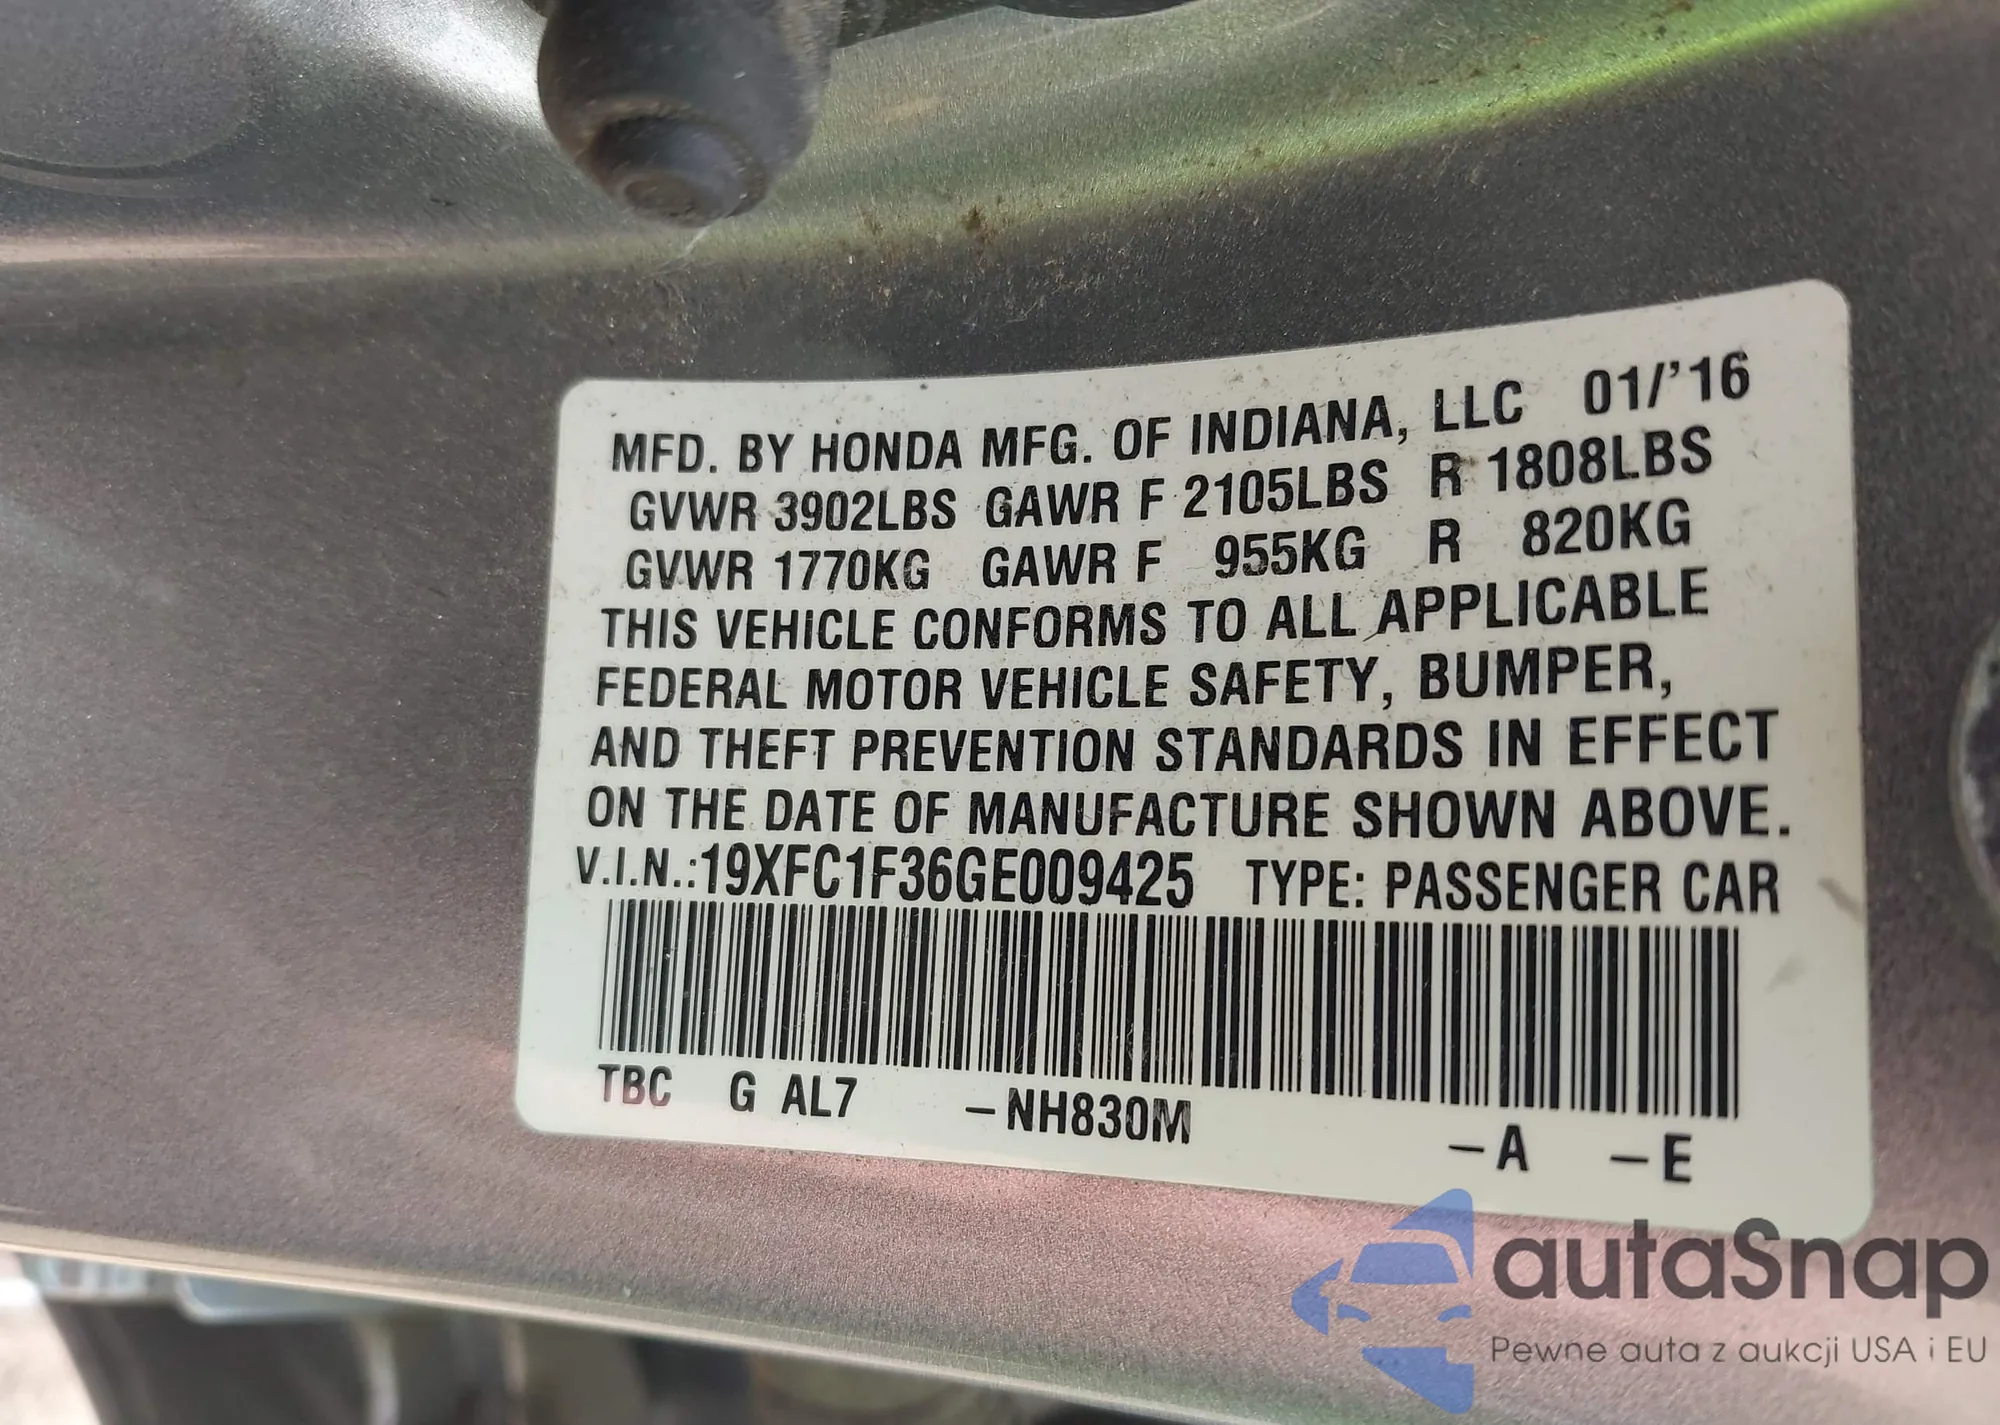 MFD. BY HONDA MFG. OF INDIANA, LLC 01/'16
GVWR 3902LBS GAWR F 2105LBS R 1808LBS
GVWR 1770KG GAWR F 955KG R 820KG
THIS VEHICLE CONFORMS TO ALL APPLICABLE
FEDERAL MOTOR VEHICLE SAFETY, BUMPER,
AND THEFT PREVENTION STANDARDS IN EFFECT
ON THE DATE OF MANUFACTURE SHOWN ABOVE.
V.I.N.:19XFC1F36GE009425 TYPE: PASSENGER CAR
TBC G AL7 –NH830M –A –E
autaSnap
Pewne auta z aukcji USA i EU